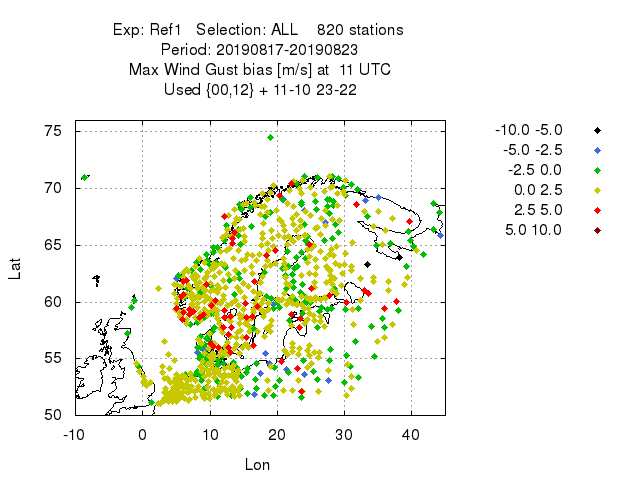 Exp: Ref1 Selection: ALL 820 stations
Period: 20190817-20190823
Max Wind Gust bias [m/s] at 11 UTC
Used {00,12} + 11-10 23-22
75
70
65
60
55
50
-10 0 10 20 30 40
Lat
Lon
-10.0 -5.0
-5.0 -2.5
-2.5 0.0
0.0 2.5
2.5 5.0
5.0 10.0